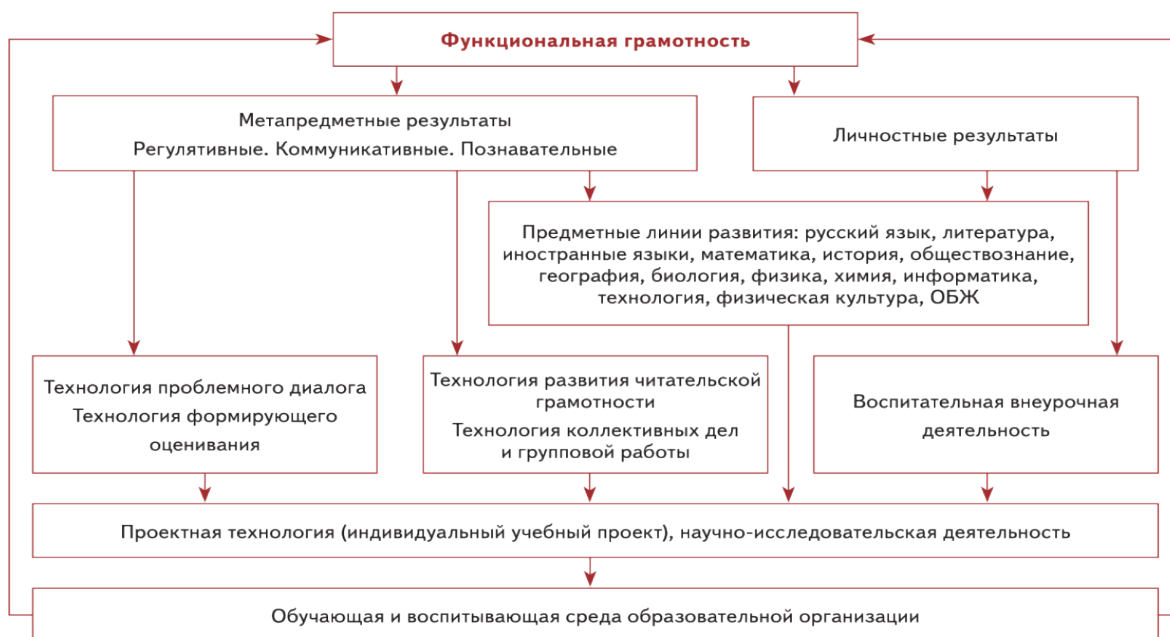 Функциональная грамотность
Метапредметные результаты
Регулятивные. Коммуникативные. Познавательные
Личностные результаты
Предметные линии развития: русский язык, литература,
иностранные языки, математика, история, обществознание,
география, биология, физика, химия, информатика,
технология, физическая культура, ОБЖ
Технология проблемного диалога
Технология формирующего
оценивания
Технология развития читательской
грамотности
Технология коллективных дел
и групповой работы
Воспитательная внеурочная
деятельность
Проектная технология (индивидуальный учебный проект), научно-исследовательская деятельность
Обучающая и воспитывающая среда образовательной организации